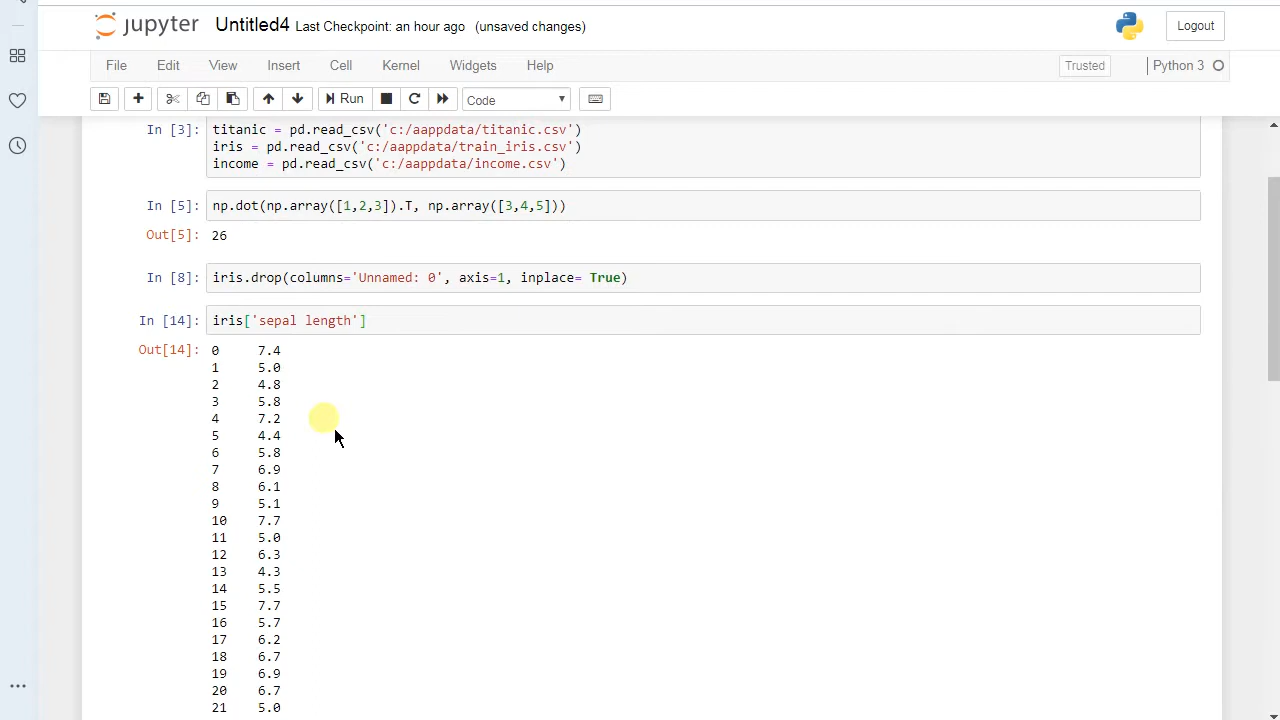 jupyter Untitled4 Last Checkpoint: an hour ago (unsaved changes) Logout
File Edit View Insert Cell Kernel Widgets Help Trusted Python 3
Run Code
In [3]: titanic = pd.read_csv('c:/aappdata/titanic.csv')
iris = pd.read_csv('c:/aappdata/train_iris.csv')
income = pd.read_csv('c:/aappdata/income.csv')
In [5]: np.dot(np.array([1,2,3]).T, np.array([3,4,5]))
Out[5]: 26
In [8]: iris.drop(columns='Unnamed: 0', axis=1, inplace= True)
In [14]: iris['sepal length']
Out[14]: 0 7.4
1 5.0
2 4.8
3 5.8
4 7.2
5 4.4
6 5.8
7 6.9
8 6.1
9 5.1
10 7.7
11 5.0
12 6.3
13 4.3
14 5.5
15 7.7
16 5.7
17 6.2
18 6.7
19 6.9
20 6.7
21 5.0